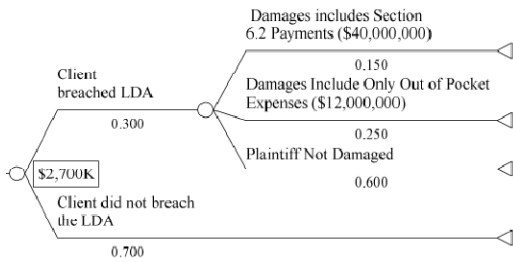 Damages includes Section
6.2 Payments ($40,000,000)
0.150
Client
breached LDA
0.300
Damages Include Only Out of Pocket
Expenses ($12,000,000)
0.250
Plaintiff Not Damaged
0.600
$2,700K
Client did not breach
the LDA
0.700